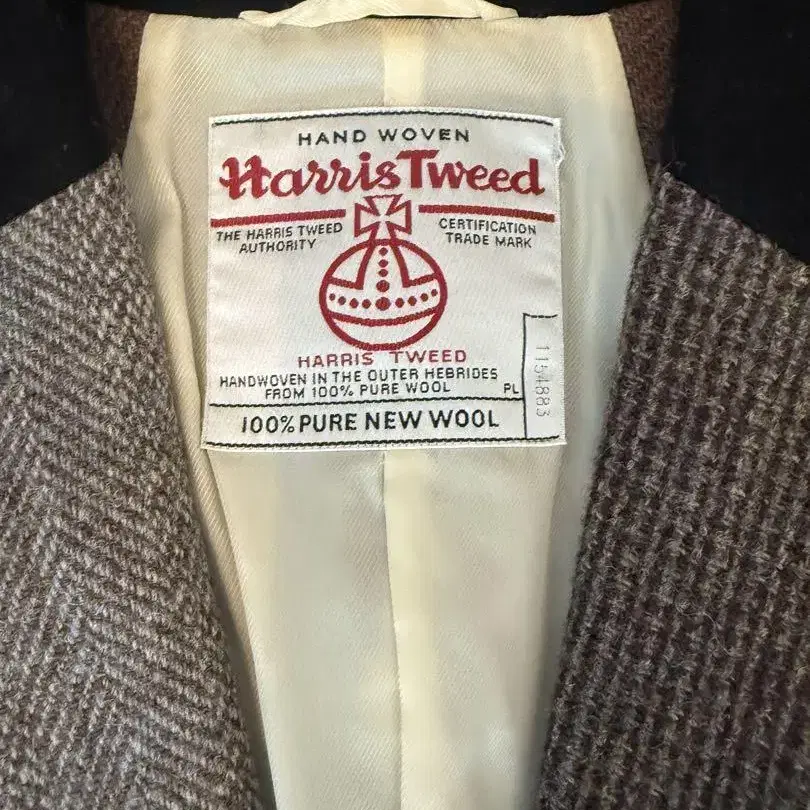 HAND WOVEN
Harris Tweed
THE HARRIS TWEED AUTHORITY
CERTIFICATION TRADE MARK
HARRIS TWEED
HANDWOVEN IN THE OUTER HEBRIDES
FROM 100% PURE WOOL
PL
1154883
100% PURE NEW WOOL